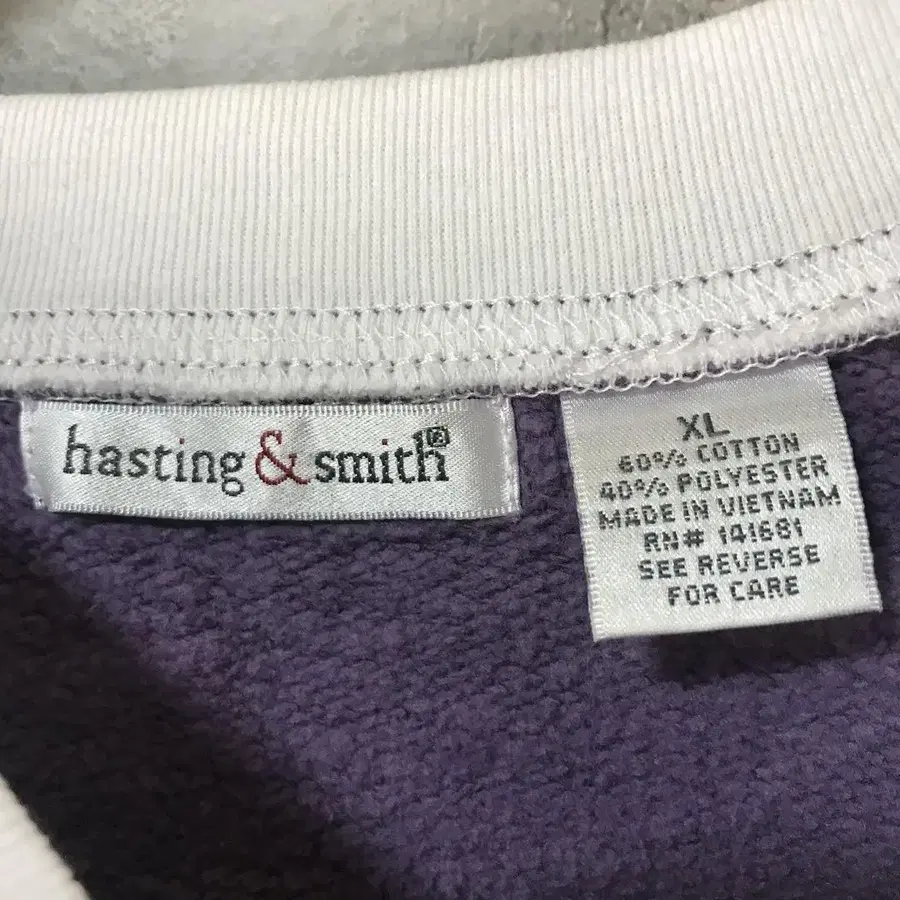 hasting & smith®
XL
60% COTTON
40% POLYESTER
MADE IN VIETNAM
RN# 141681
SEE REVERSE
FOR CARE